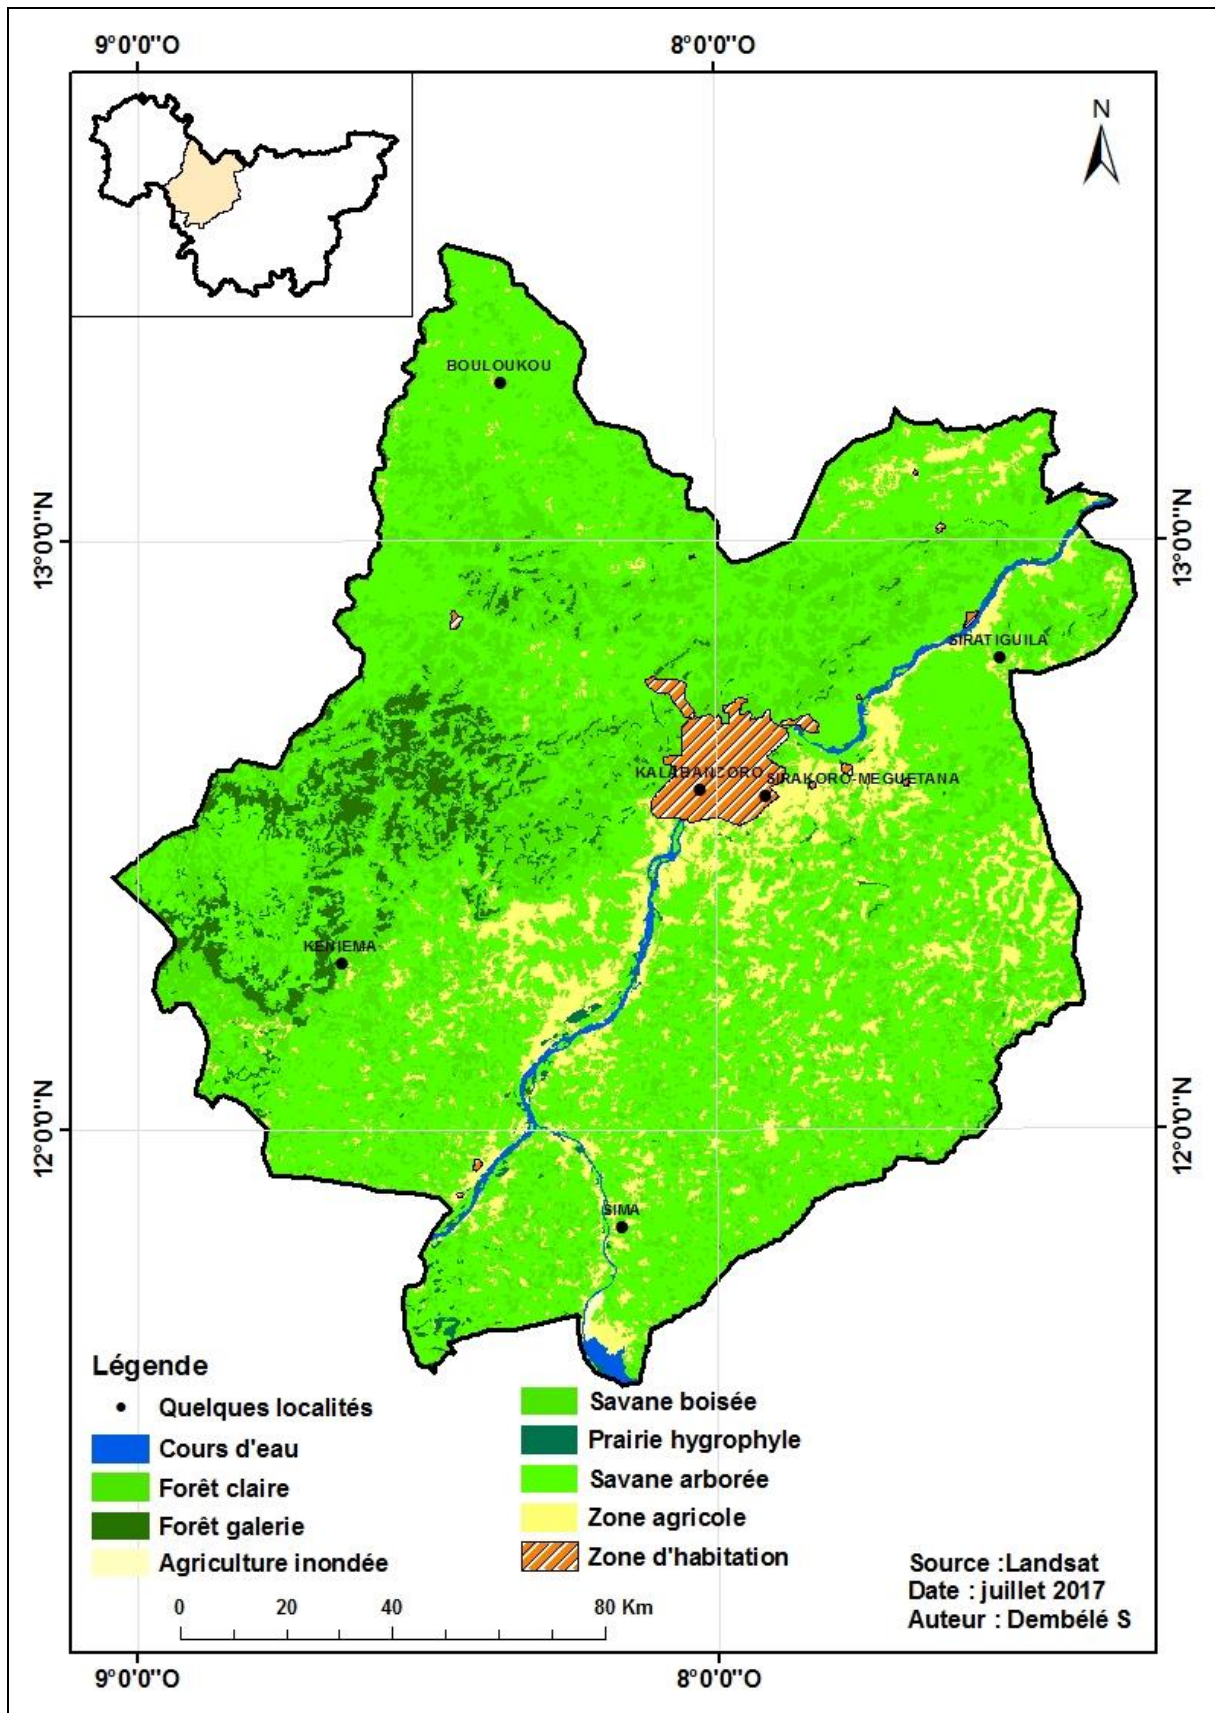 9°0'0"O 8°0'0"O
N
BOULOUKOU
13°0'0"N 13°0'0"N
SIRATIGUILA
KALABANCORO SIRAKORO-MEGUETANA
KENIEMA
12°0'0"N 12°0'0"N
SIMA
Légende
Quelques localités
Cours d'eau
Forêt claire
Forêt galerie
Agriculture inondée
Savane boisée
Prairie hygrophyle
Savane arborée
Zone agricole
Zone d'habitation
0 20 40 80 Km
Source :Landsat
Date : juillet 2017
Auteur : Dembélé S
9°0'0"O 8°0'0"O